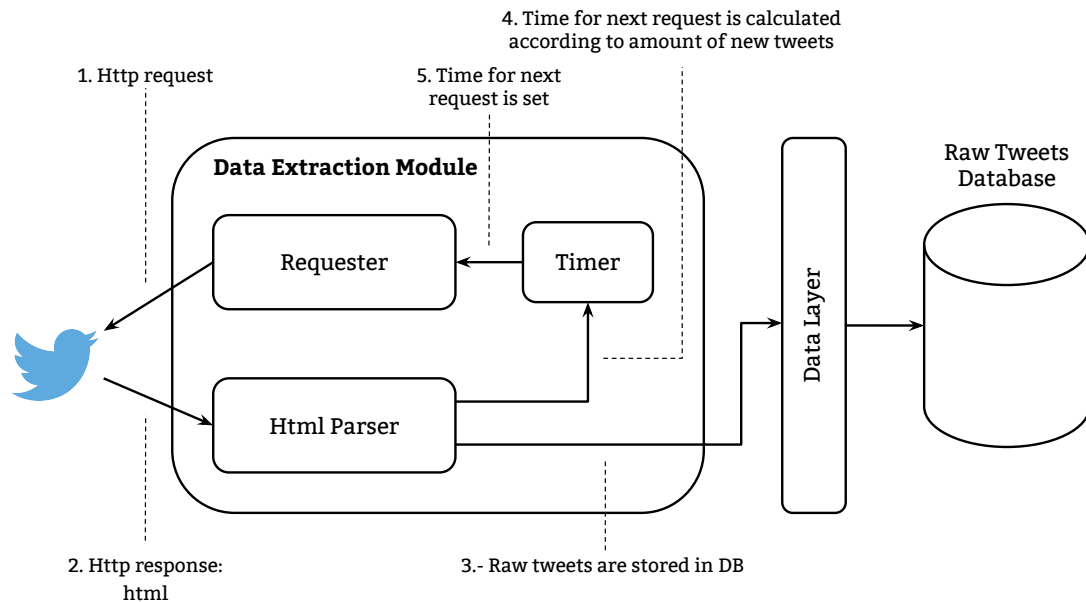 4. Time for next request is calculated
according to amount of new tweets
1. Http request
5. Time for next
request is set
Data Extraction Module
Raw Tweets
Database
Requester
Timer
Data Layer
Html Parser
2. Http response:
html
3.- Raw tweets are stored in DB